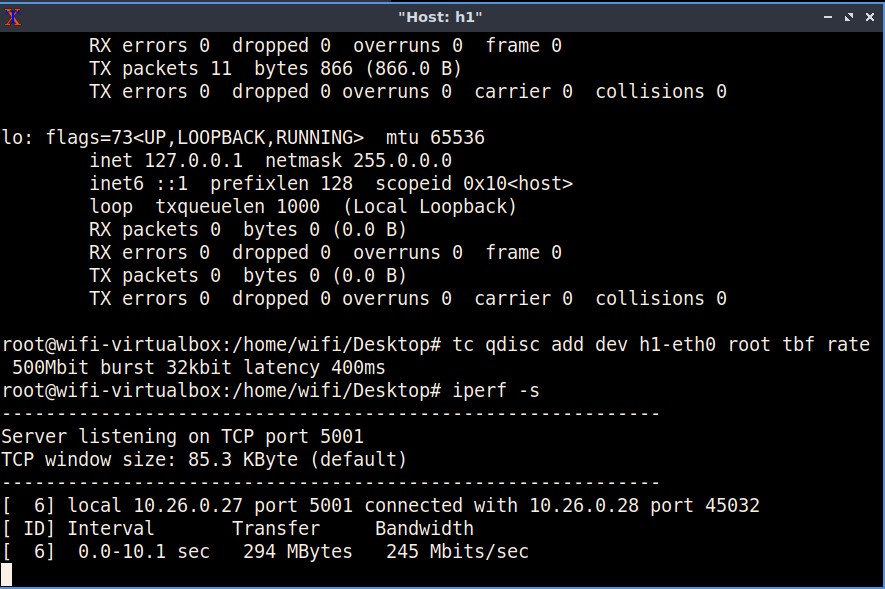 "Host: h1"
RX errors 0  dropped 0  overruns 0  frame 0
TX packets 11  bytes 866 (866.0 B)
TX errors 0  dropped 0 overruns 0  carrier 0  collisions 0
lo: flags=73<UP,LOOPBACK,RUNNING>  mtu 65536
inet 127.0.0.1  netmask 255.0.0.0
inet6 ::1  prefixlen 128  scopeid 0x10<host>
loop  txqueuelen 1000  (Local Loopback)
RX packets 0  bytes 0 (0.0 B)
RX errors 0  dropped 0  overruns 0  frame 0
TX packets 0  bytes 0 (0.0 B)
TX errors 0  dropped 0 overruns 0  carrier 0  collisions 0
root@wifi-virtualbox:/home/wifi/Desktop# tc qdisc add dev h1-eth0 root tbf rate
500Mbit burst 32kbit latency 400ms
root@wifi-virtualbox:/home/wifi/Desktop# iperf -s
------------------------------------------------------------
Server listening on TCP port 5001
TCP window size: 85.3 KByte (default)
------------------------------------------------------------
[  6] local 10.26.0.27 port 5001 connected with 10.26.0.28 port 45032
[ ID] Interval       Transfer     Bandwidth
[  6]  0.0-10.1 sec   294 MBytes   245 Mbits/sec